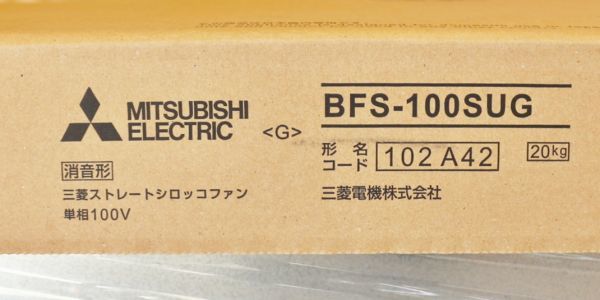 MITSUBISHI
ELECTRIC
<G>
BFS-100SUG
形名
コード
102 A42
20kg
消音形
三菱ストレートシロッコファン
単相100V
三菱電機株式会社